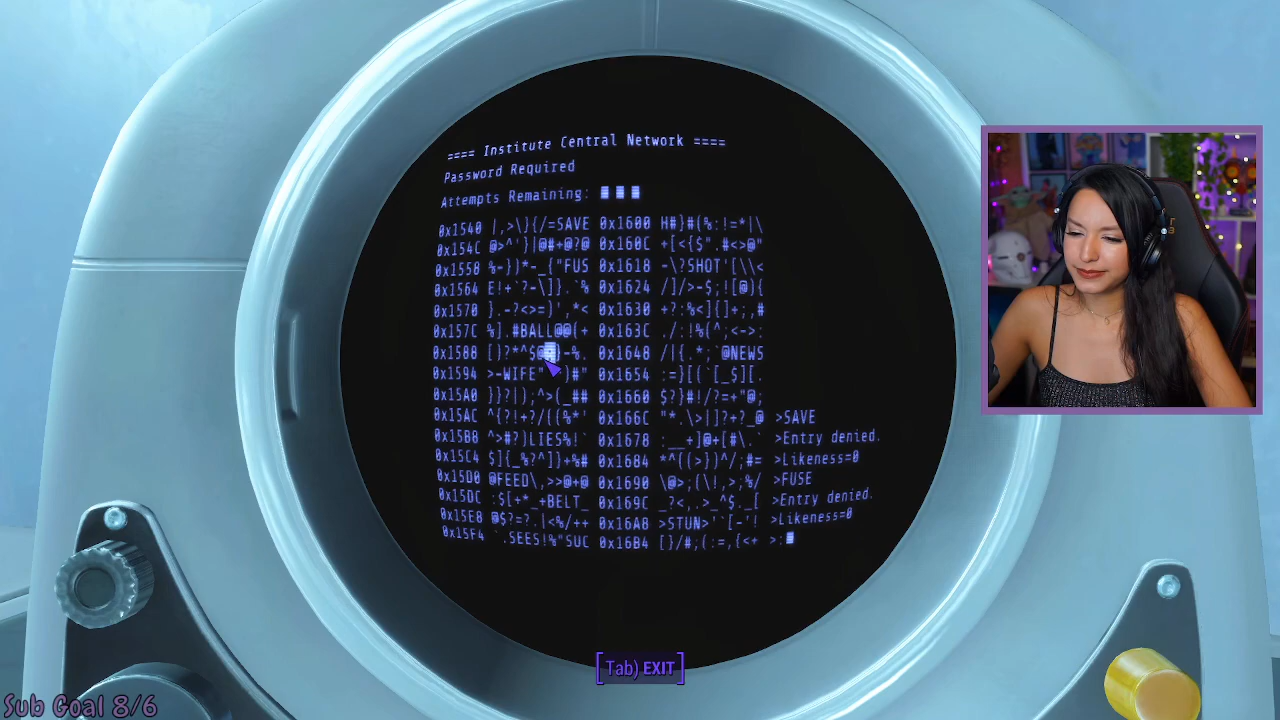 ==== Institute Central Network ====
Password Required
Attempts Remaining: ■ ■ ■
0x1540 |,>\}{/=SAVE 0x1600 H#}#(%:!=*|\
0x154C @>^'}|@#+@?@ 0x160C +[<{$".#<>@"
0x1558 %-})*-_{"FUS 0x1618 -\?SHOT'[\\<
0x1564 E!+`?-\]}.`% 0x1624 /]/>-$;![@){
0x1570 }.-?<>=)',*< 0x1630 +?:%<]{]+;,#
0x157C %].#BALL@@(+ 0x163C ./:!%(^;<->:
0x1588 0x1648 /|{.*;`@NEWS
0x1594 0x1654 :=}[(`[_$][.
0x15A0 }}?|);^>(_## 0x1660 $?}#!/?=+"@;
0x15AC ^{?!+?/((%*' 0x166C "*.\>|]?+?_@ >SAVE
0x15B8 ^>#?)LIES%!` 0x1678 :__+]@+[#\.` >Entry denied.
0x15C4 $]{_%?^])+%# 0x1684 *^((>})^/;#= >Likeness=0
0x15D0 @FEED\,>>@+@ 0x1690 \@>;(\!,>;%/ >FUSE
0x15DC :$[+*_+BELT_ 0x169C _?<,.>_^$._[ >Entry denied.
0x15E8 @$?=?.|<%/++ 0x16A8 >STUN>'`[-'! >Likeness=0
0x15F4 `.SEES!%"SUC 0x16B4 [}/#;(:=,{<+ >:■
[Tab) EXIT]
Sub Goal 8/6